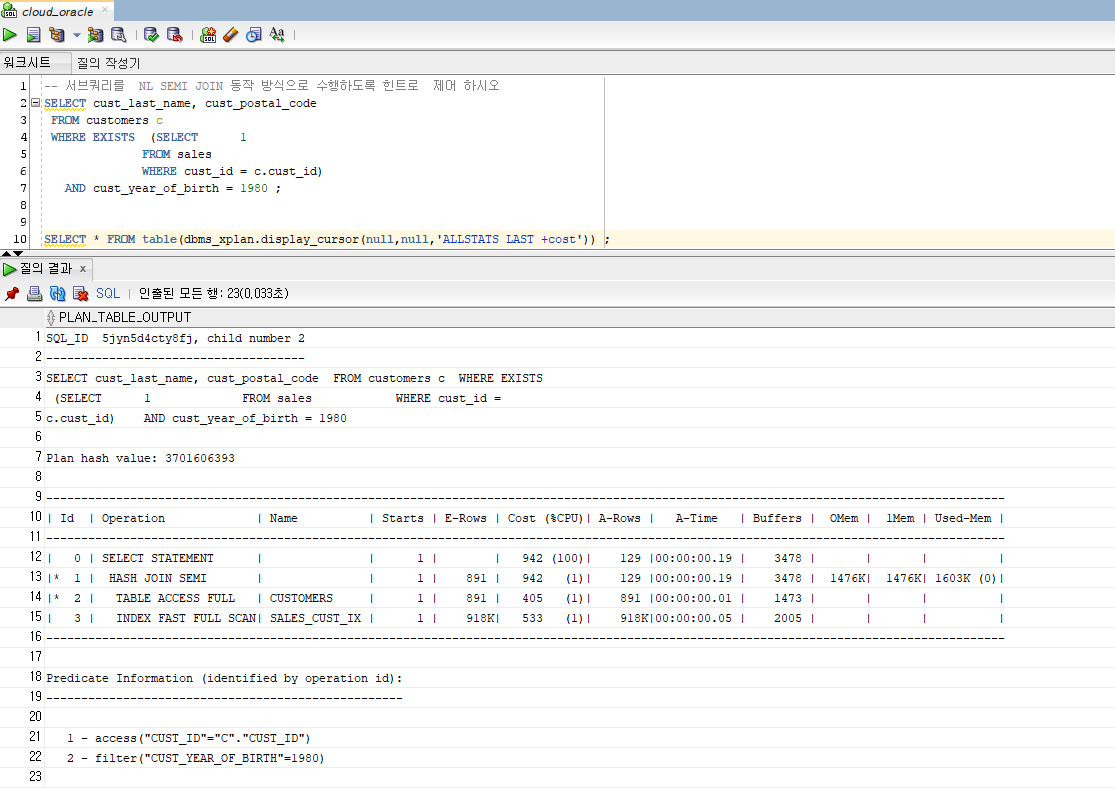 cloud_oracle
워크시트 질의 작성기
1 -- 서브쿼리를  NL SEMI JOIN 동작 방식으로 수행하도록 힌트로  제어 하시오
2 SELECT cust_last_name, cust_postal_code
3 FROM customers c
4 WHERE EXISTS  (SELECT      1
5 FROM sales
6 WHERE cust_id = c.cust_id)
7 AND cust_year_of_birth = 1980 ;
8
9
10 SELECT * FROM table(dbms_xplan.display_cursor(null,null,'ALLSTATS LAST +cost')) ;
질의 결과 x
SQL | 인출된 모든 행: 23(0,033초)
PLAN_TABLE_OUTPUT
1 SQL_ID  5jyn5d4cty8fj, child number 2
2 -------------------------------------
3 SELECT cust_last_name, cust_postal_code  FROM customers c  WHERE EXISTS
4 (SELECT      1             FROM sales            WHERE cust_id =
5 c.cust_id)    AND cust_year_of_birth = 1980
6
7 Plan hash value: 3701606393
8
9 -----------------------------------------------------------------------------------------------------------------------------------------
10 | Id  | Operation             | Name          | Starts | E-Rows | Cost (%CPU)| A-Rows |   A-Time   | Buffers |  OMem |  1Mem | Used-Mem |
11 -----------------------------------------------------------------------------------------------------------------------------------------
12 |   0 | SELECT STATEMENT      |               |      1 |        |   942 (100)|    129 |00:00:00.19 |    3478 |       |       |          |
13 |*  1 |  HASH JOIN SEMI       |               |      1 |    891 |   942   (1)|    129 |00:00:00.19 |    3478 |  1476K|  1476K| 1603K (0)|
14 |*  2 |   TABLE ACCESS FULL   | CUSTOMERS     |      1 |    891 |   405   (1)|    891 |00:00:00.01 |    1473 |       |       |          |
15 |   3 |   INDEX FAST FULL SCAN| SALES_CUST_IX |      1 |    918K|   533   (1)|    918K|00:00:00.05 |    2005 |       |       |          |
16 -----------------------------------------------------------------------------------------------------------------------------------------
17
18 Predicate Information (identified by operation id):
19 ---------------------------------------------------
20
21 1 - access("CUST_ID"="C"."CUST_ID")
22 2 - filter("CUST_YEAR_OF_BIRTH"=1980)
23